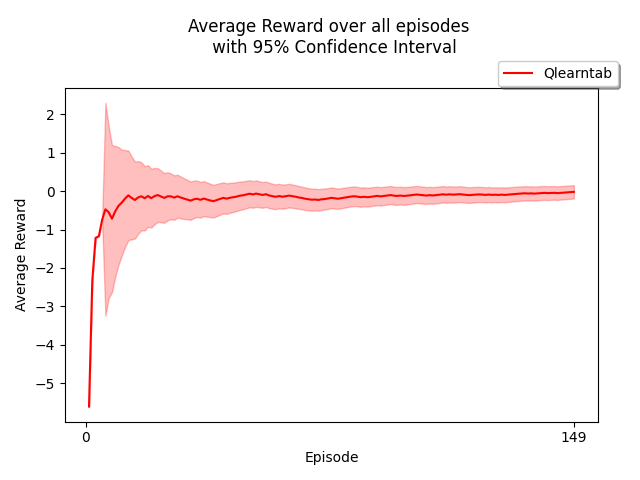 Average Reward over all episodes
with 95% Confidence Interval
Qlearntab
Average Reward
2
1
0
−1
−2
−3
−4
−5
0
149
Episode